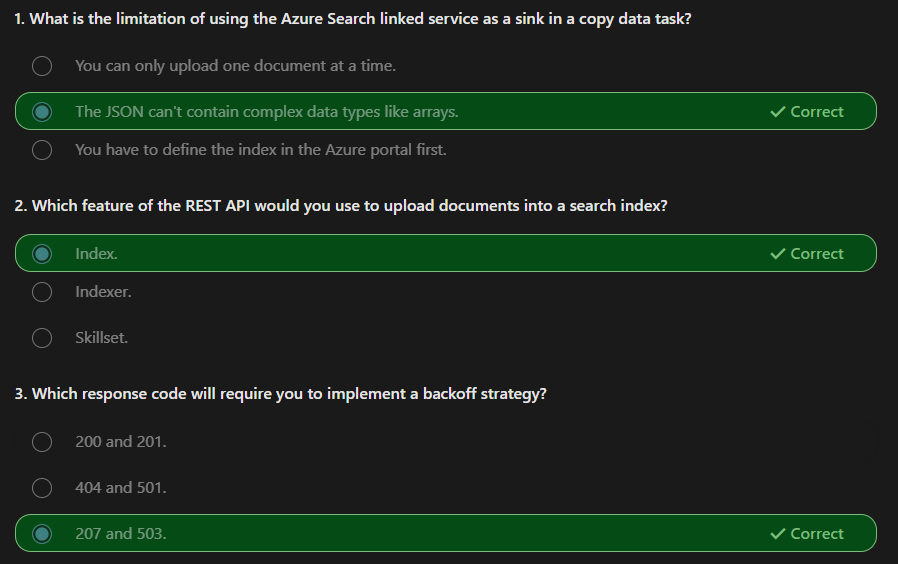 1. What is the limitation of using the Azure Search linked service as a sink in a copy data task?
You can only upload one document at a time.
The JSON can't contain complex data types like arrays. ✓ Correct
You have to define the index in the Azure portal first.
2. Which feature of the REST API would you use to upload documents into a search index?
Index. ✓ Correct
Indexer.
Skillset.
3. Which response code will require you to implement a backoff strategy?
200 and 201.
404 and 501.
207 and 503. ✓ Correct